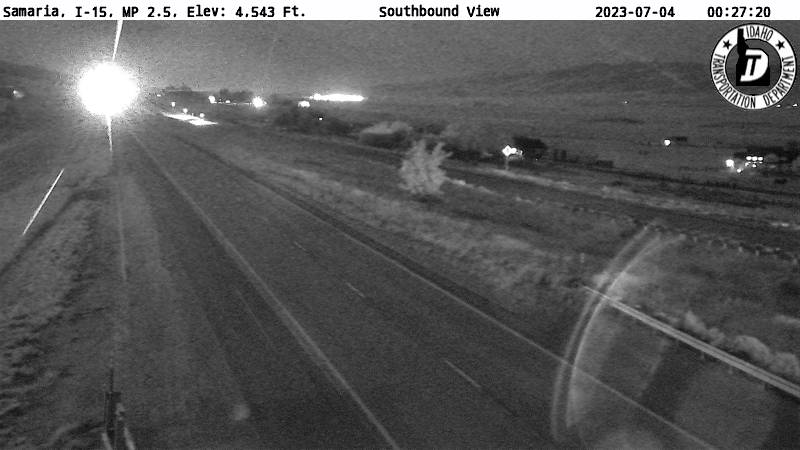 Samaria, I-15, MP 2.5, Elev: 4,543 Ft. Southbound View 2023-07-04 00:27:20
IDAHO
TRANSPORTATION DEPARTMENT